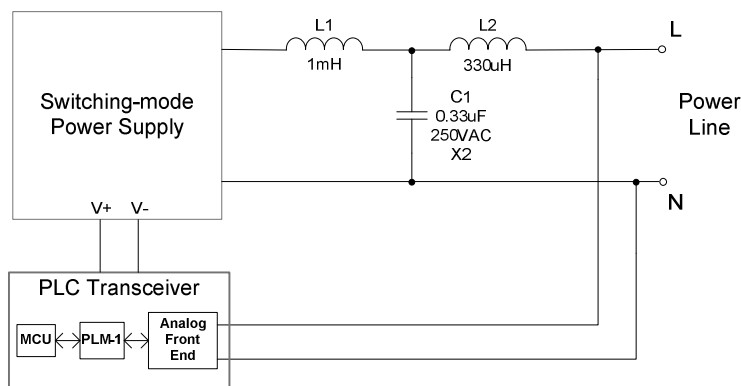 L1
1mH
L2
330uH
L
Switching-mode
Power Supply
C1
0.33uF
250VAC
X2
Power
Line
N
V+ V-
PLC Transceiver
MCU
PLM-1
Analog
Front
End